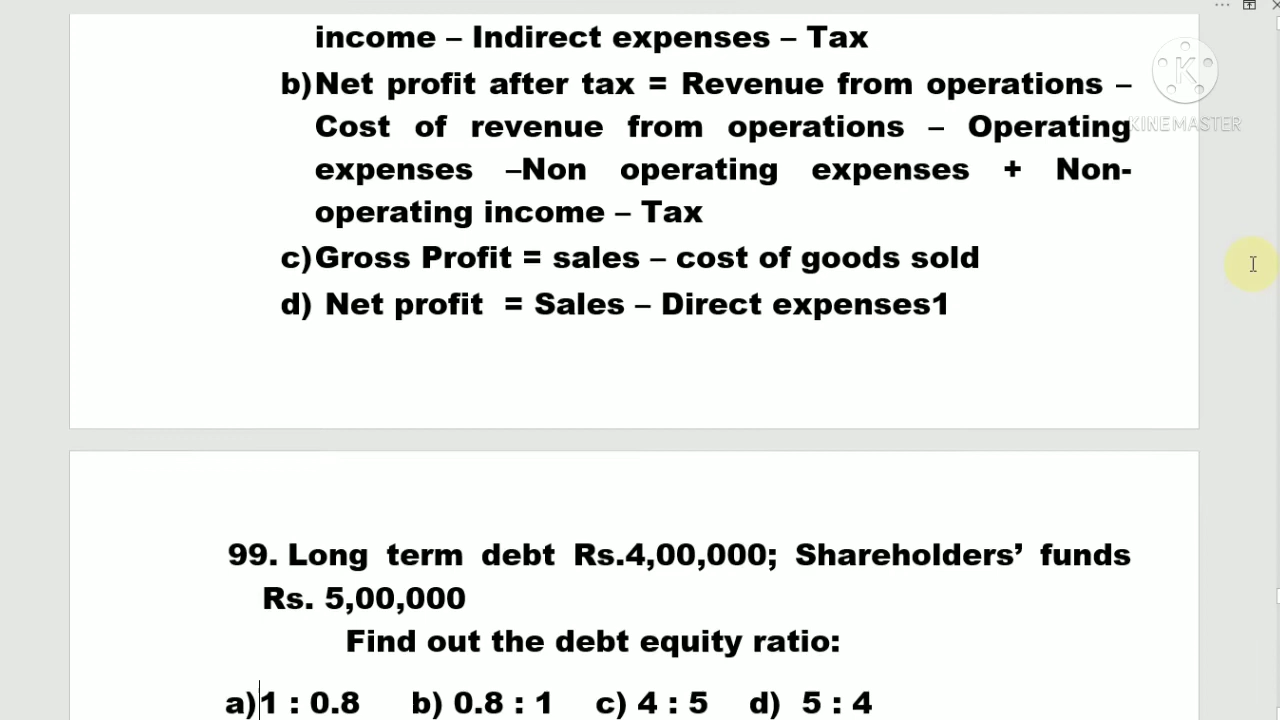 income – Indirect expenses – Tax
b)Net profit after tax = Revenue from operations –
Cost of revenue from operations – Operating
expenses –Non operating expenses + Non-
operating income – Tax
c)Gross Profit = sales – cost of goods sold
d) Net profit = Sales – Direct expenses1
K
KINEMASTER
99. Long term debt Rs.4,00,000; Shareholders’ funds
Rs. 5,00,000
Find out the debt equity ratio:
a)1 : 0.8 b) 0.8 : 1 c) 4 : 5 d) 5 : 4